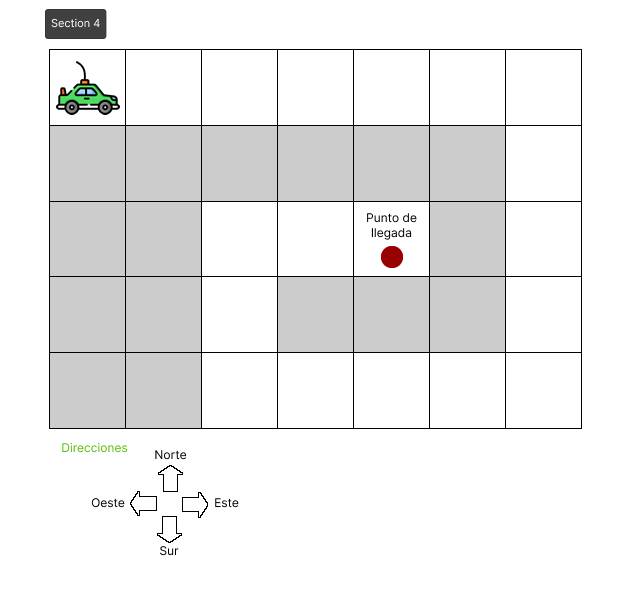 Section 4
Punto de
llegada
Direcciones
Norte
Oeste
Este
Sur